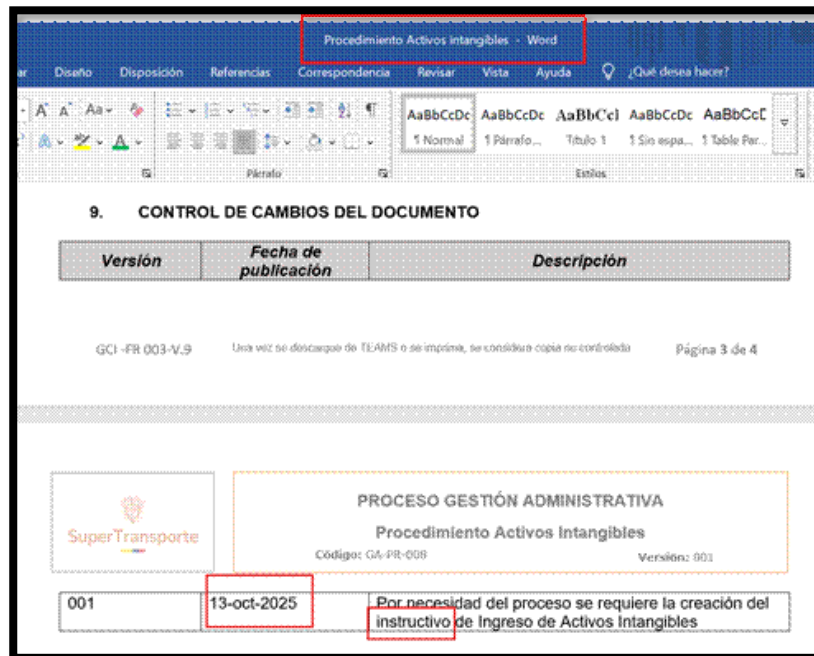 Procedimiento Activos intangibles - Word
ar Diseño Disposición Referencias Correspondencia Revisar Vista Ayuda ¿Qué desea hacer?
AaBbCcDc AaBbCcDc AaBbCcI AaBbCcDc AaBbCcD
¶ Normal ¶ Párrafo... Título 1 ¶ Sin espa... ¶ Table Par...
Párrafo Estilos
9. CONTROL DE CAMBIOS DEL DOCUMENTO
Versión Fecha de publicación Descripción
GCI -FR 003-V.9 Una vez se descargue de TEAMS o se imprima, se considera copia no controlada Página 3 de 4
SuperTransporte
PROCESO GESTIÓN ADMINISTRATIVA
Procedimiento Activos Intangibles
Código: GA-PR-008 Versión: 001
001 13-oct-2025 Por necesidad del proceso se requiere la creación del
instructivo de Ingreso de Activos Intangibles